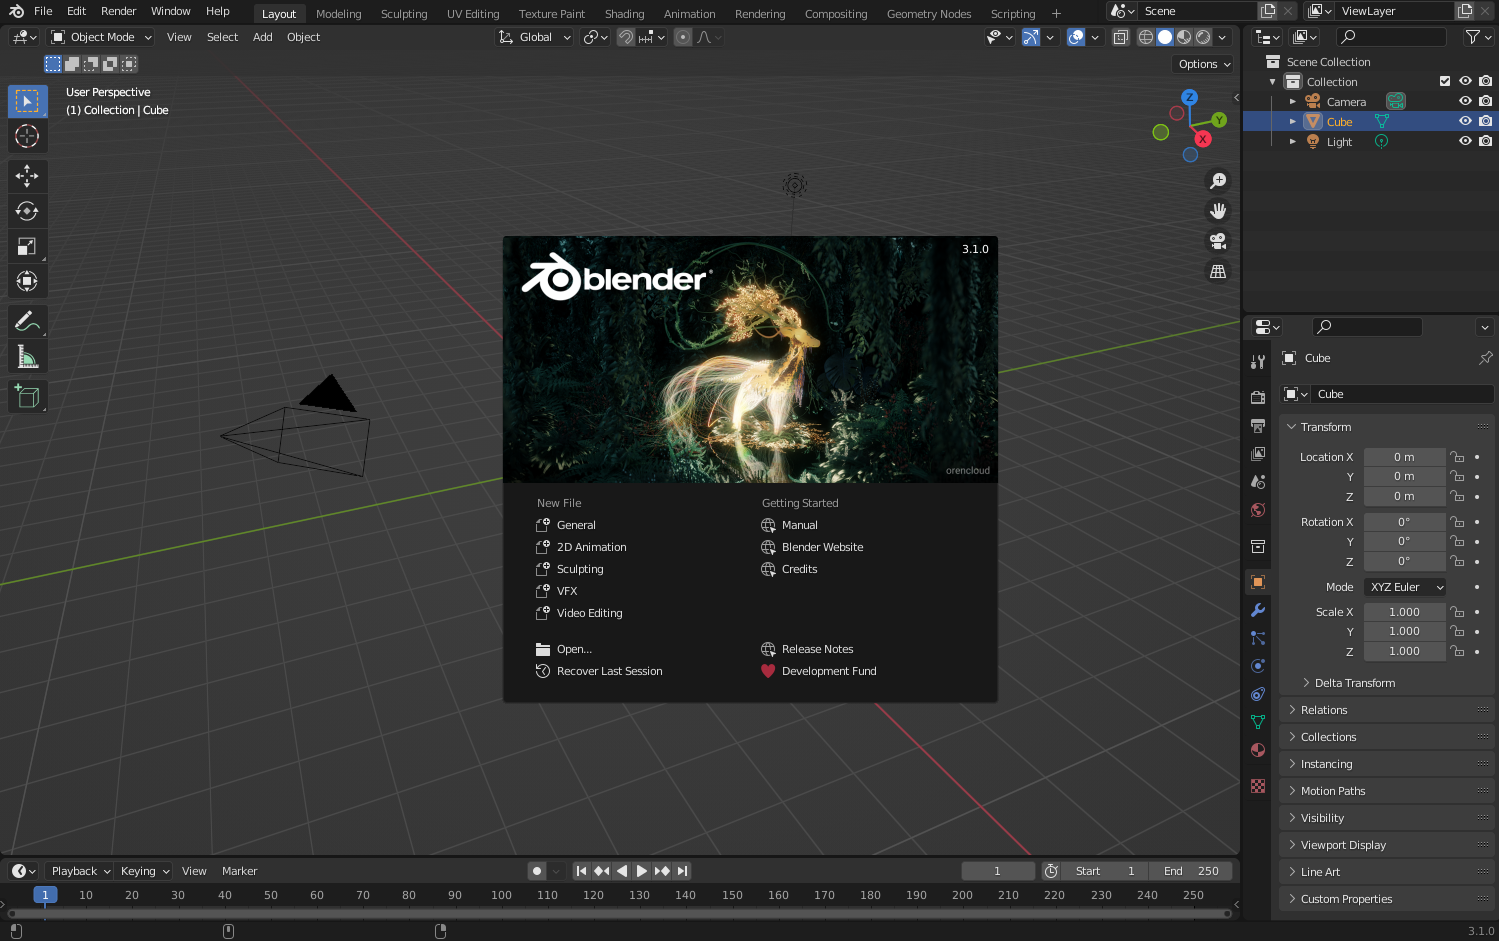 File Edit Render Window Help Layout Modeling Sculpting UV Editing Texture Paint Shading Animation Rendering Compositing Geometry Nodes Scripting + Scene ViewLayer
Object Mode View Select Add Object Global
Options
User Perspective
(1) Collection | Cube
Z
Y
X
Scene Collection
Collection
Camera
Cube
Light
blender
3.1.0
orencloud
New File
General
2D Animation
Sculpting
VFX
Video Editing
Open...
Recover Last Session
Getting Started
Manual
Blender Website
Credits
Release Notes
Development Fund
Cube
Cube
Transform
Location X 0 m
Y 0 m
Z 0 m
Rotation X 0°
Y 0°
Z 0°
Mode XYZ Euler
Scale X 1.000
Y 1.000
Z 1.000
Delta Transform
Relations
Collections
Instancing
Motion Paths
Visibility
Viewport Display
Line Art
Custom Properties
Playback Keying View Marker 1 Start 1 End 250
1 10 20 30 40 50 60 70 80 90 100 110 120 130 140 150 160 170 180 190 200 210 220 230 240 250
3.1.0